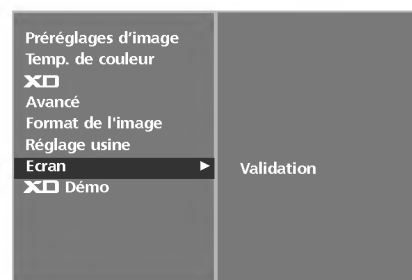 Préréglages d'image
Temp. de couleur
XD
Avancé
Format de l'image
Réglage usine
Ecran ► Validation
XD Démo